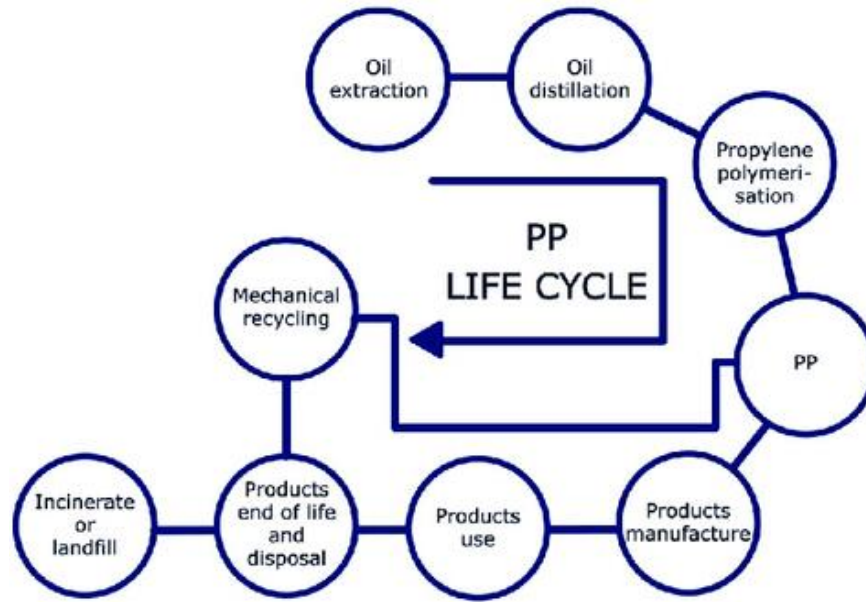 Oil
extraction
Oil
distillation
Propylene
polymeri-
sation
PP
LIFE CYCLE
Mechanical
recycling
PP
Incinerate
or
landfill
Products
end of life
and
disposal
Products
use
Products
manufacture